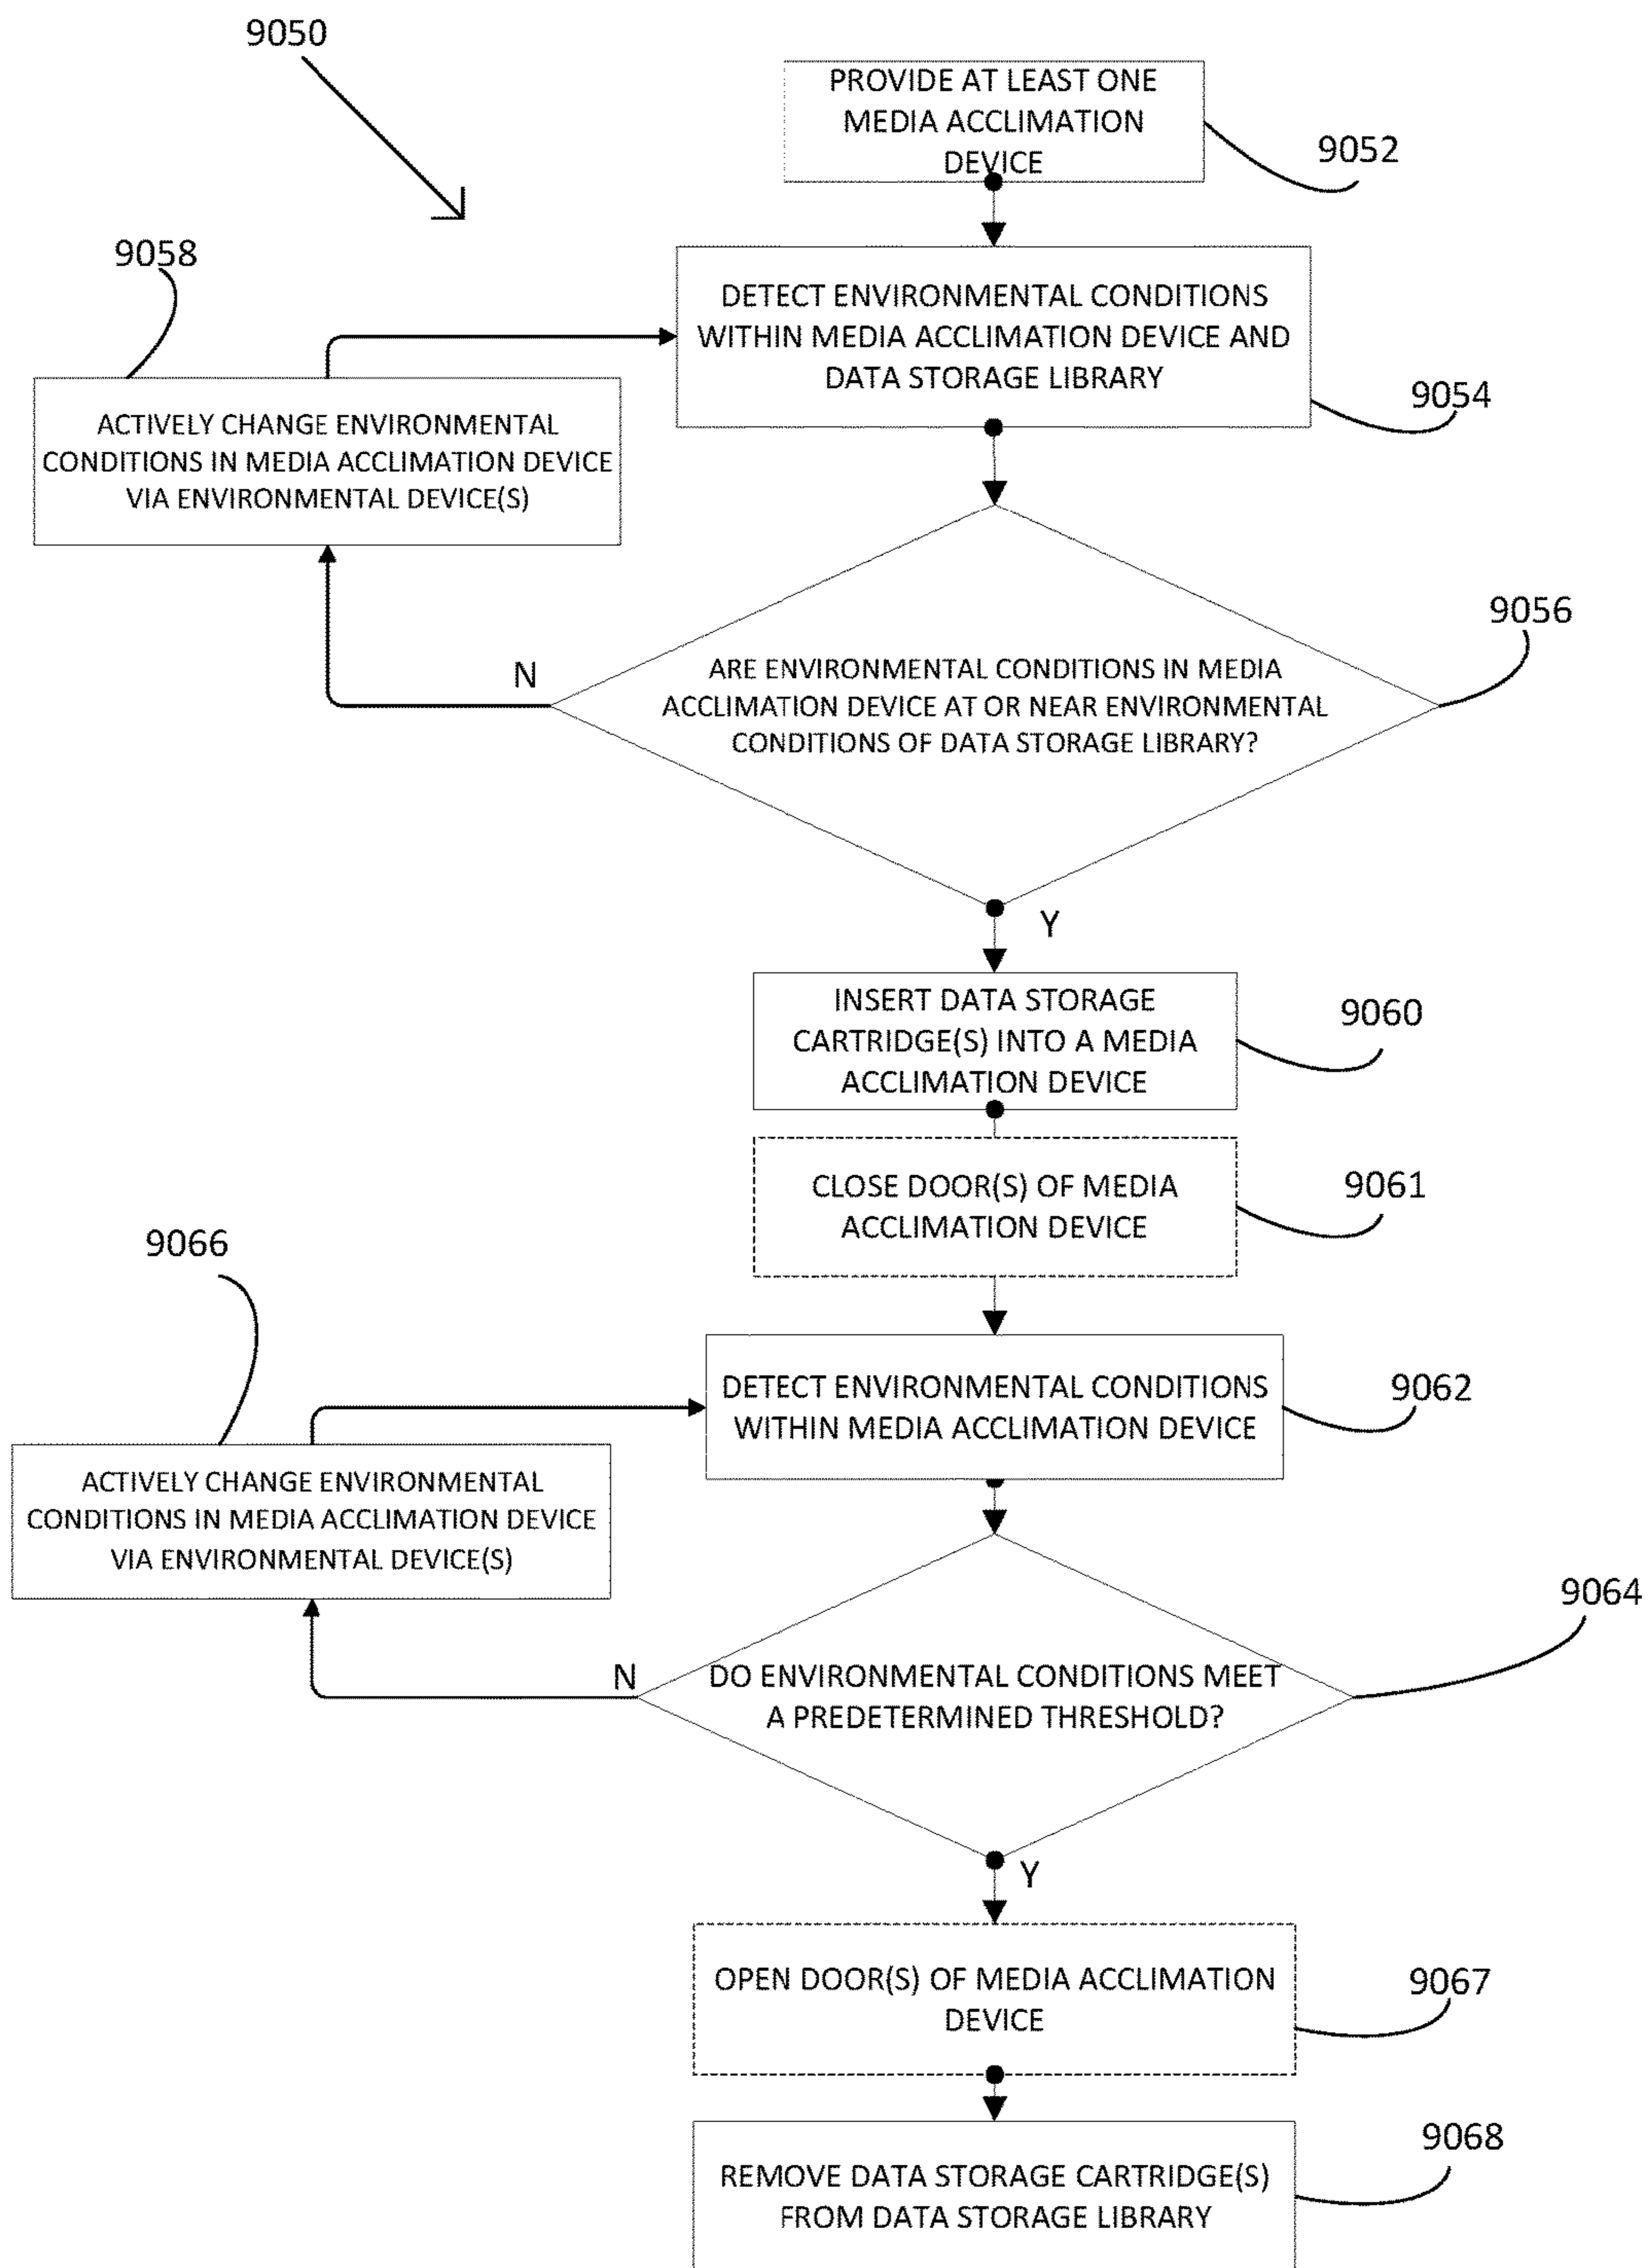 9050
PROVIDE AT LEAST ONE
MEDIA ACCLIMATION
DEVICE
9052
9058
DETECT ENVIRONMENTAL CONDITIONS
WITHIN MEDIA ACCLIMATION DEVICE AND
DATA STORAGE LIBRARY
9054
ACTIVELY CHANGE ENVIRONMENTAL
CONDITIONS IN MEDIA ACCLIMATION DEVICE
VIA ENVIRONMENTAL DEVICE(S)
9056
N
ARE ENVIRONMENTAL CONDITIONS IN MEDIA
ACCLIMATION DEVICE AT OR NEAR ENVIRONMENTAL
CONDITIONS OF DATA STORAGE LIBRARY?
Y
INSERT DATA STORAGE
CARTRIDGE(S) INTO A MEDIA
ACCLIMATION DEVICE
9060
CLOSE DOOR(S) OF MEDIA
ACCLIMATION DEVICE
9061
9066
DETECT ENVIRONMENTAL CONDITIONS
WITHIN MEDIA ACCLIMATION DEVICE
9062
ACTIVELY CHANGE ENVIRONMENTAL
CONDITIONS IN MEDIA ACCLIMATION DEVICE
VIA ENVIRONMENTAL DEVICE(S)
9064
N
DO ENVIRONMENTAL CONDITIONS MEET
A PREDETERMINED THRESHOLD?
Y
OPEN DOOR(S) OF MEDIA ACCLIMATION
DEVICE
9067
REMOVE DATA STORAGE CARTRIDGE(S)
FROM DATA STORAGE LIBRARY
9068